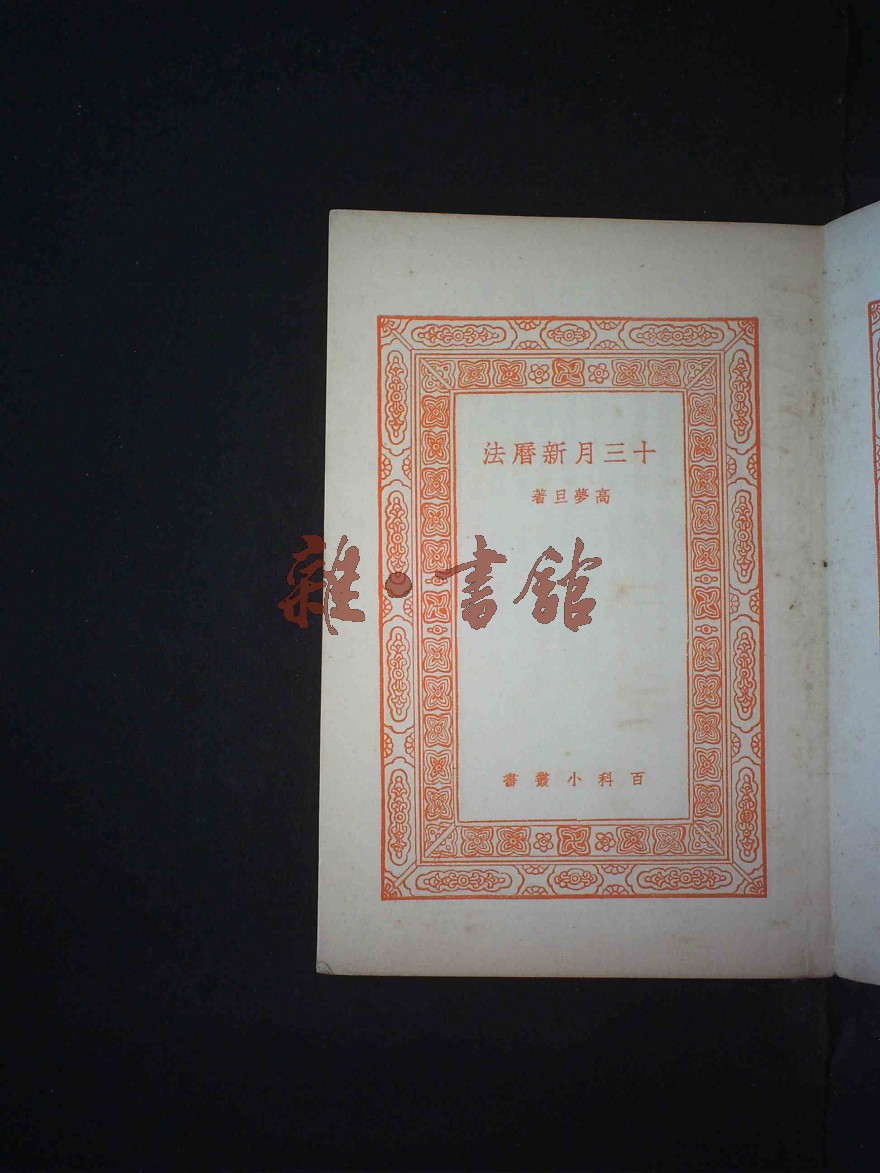 十三月新曆法
高夢旦著
雜·書館
百科小叢書